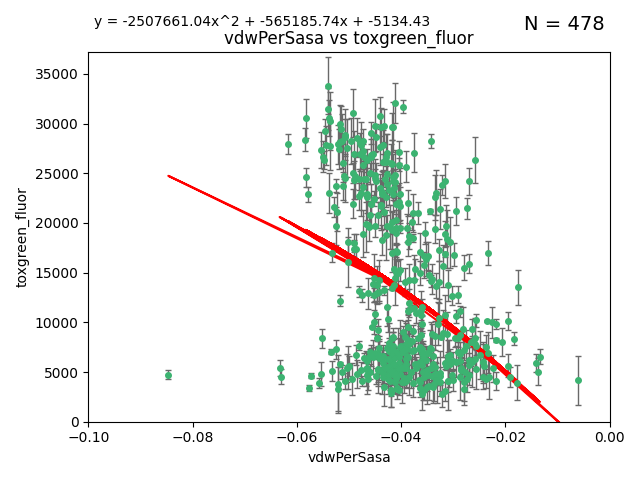 y = -2507661.04x^2 + -565185.74x + -5134.43
N = 478
vdwPerSasa vs toxgreen_fluor
toxgreen_fluor
35000
30000
25000
20000
15000
10000
5000
0
−0.10
−0.08
−0.06
−0.04
−0.02
0.00
vdwPerSasa